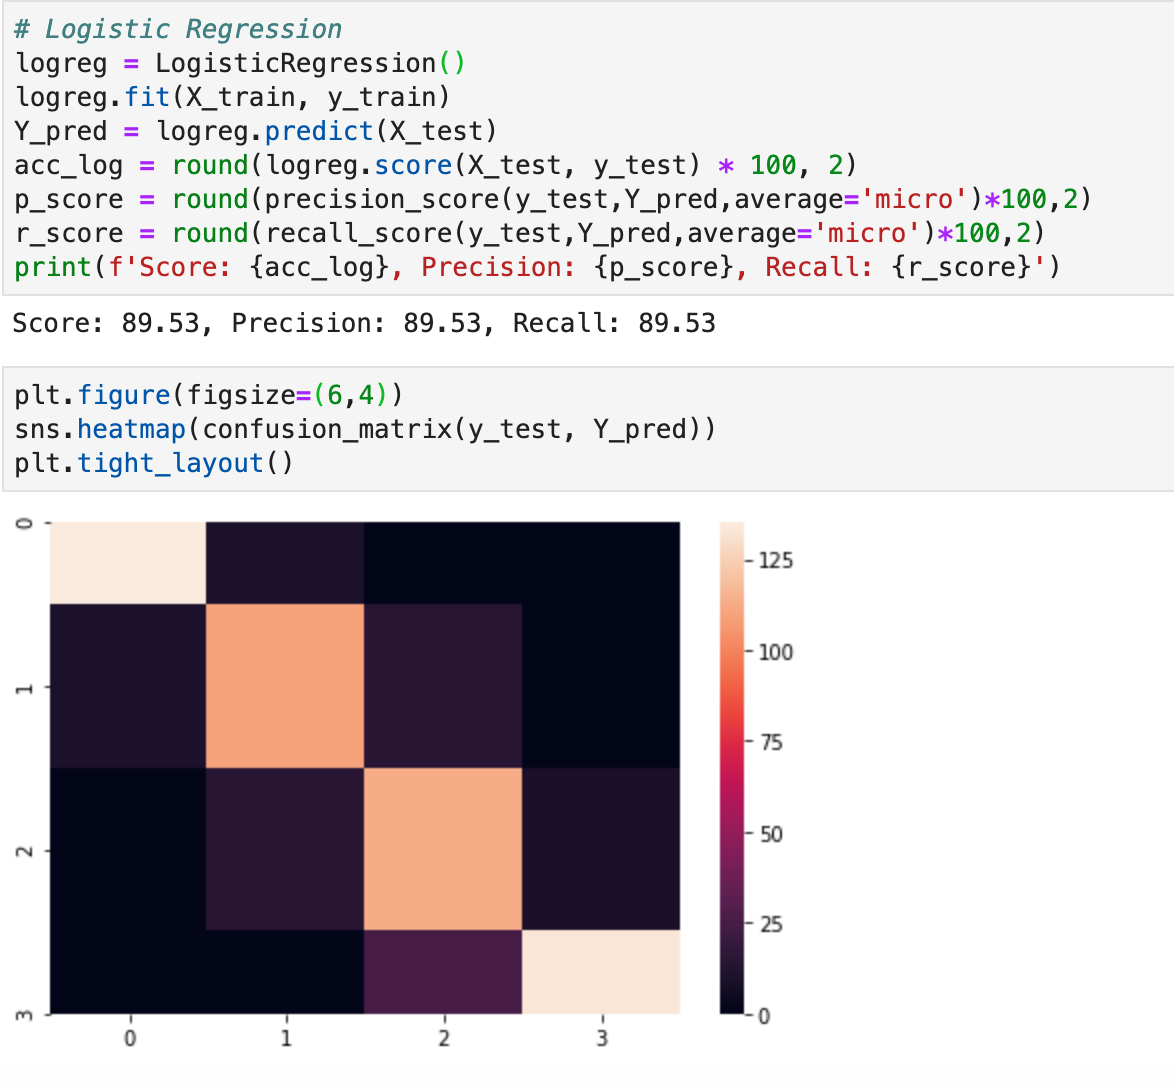 # Logistic Regression
logreg = LogisticRegression()
logreg.fit(X_train, y_train)
Y_pred = logreg.predict(X_test)
acc_log = round(logreg.score(X_test, y_test) * 100, 2)
p_score = round(precision_score(y_test,Y_pred,average='micro')*100,2)
r_score = round(recall_score(y_test,Y_pred,average='micro')*100,2)
print(f'Score: {acc_log}, Precision: {p_score}, Recall: {r_score}')
Score: 89.53, Precision: 89.53, Recall: 89.53
plt.figure(figsize=(6,4))
sns.heatmap(confusion_matrix(y_test, Y_pred))
plt.tight_layout()
0
1
2
3
0 1 2 3
125
100
75
50
25
0